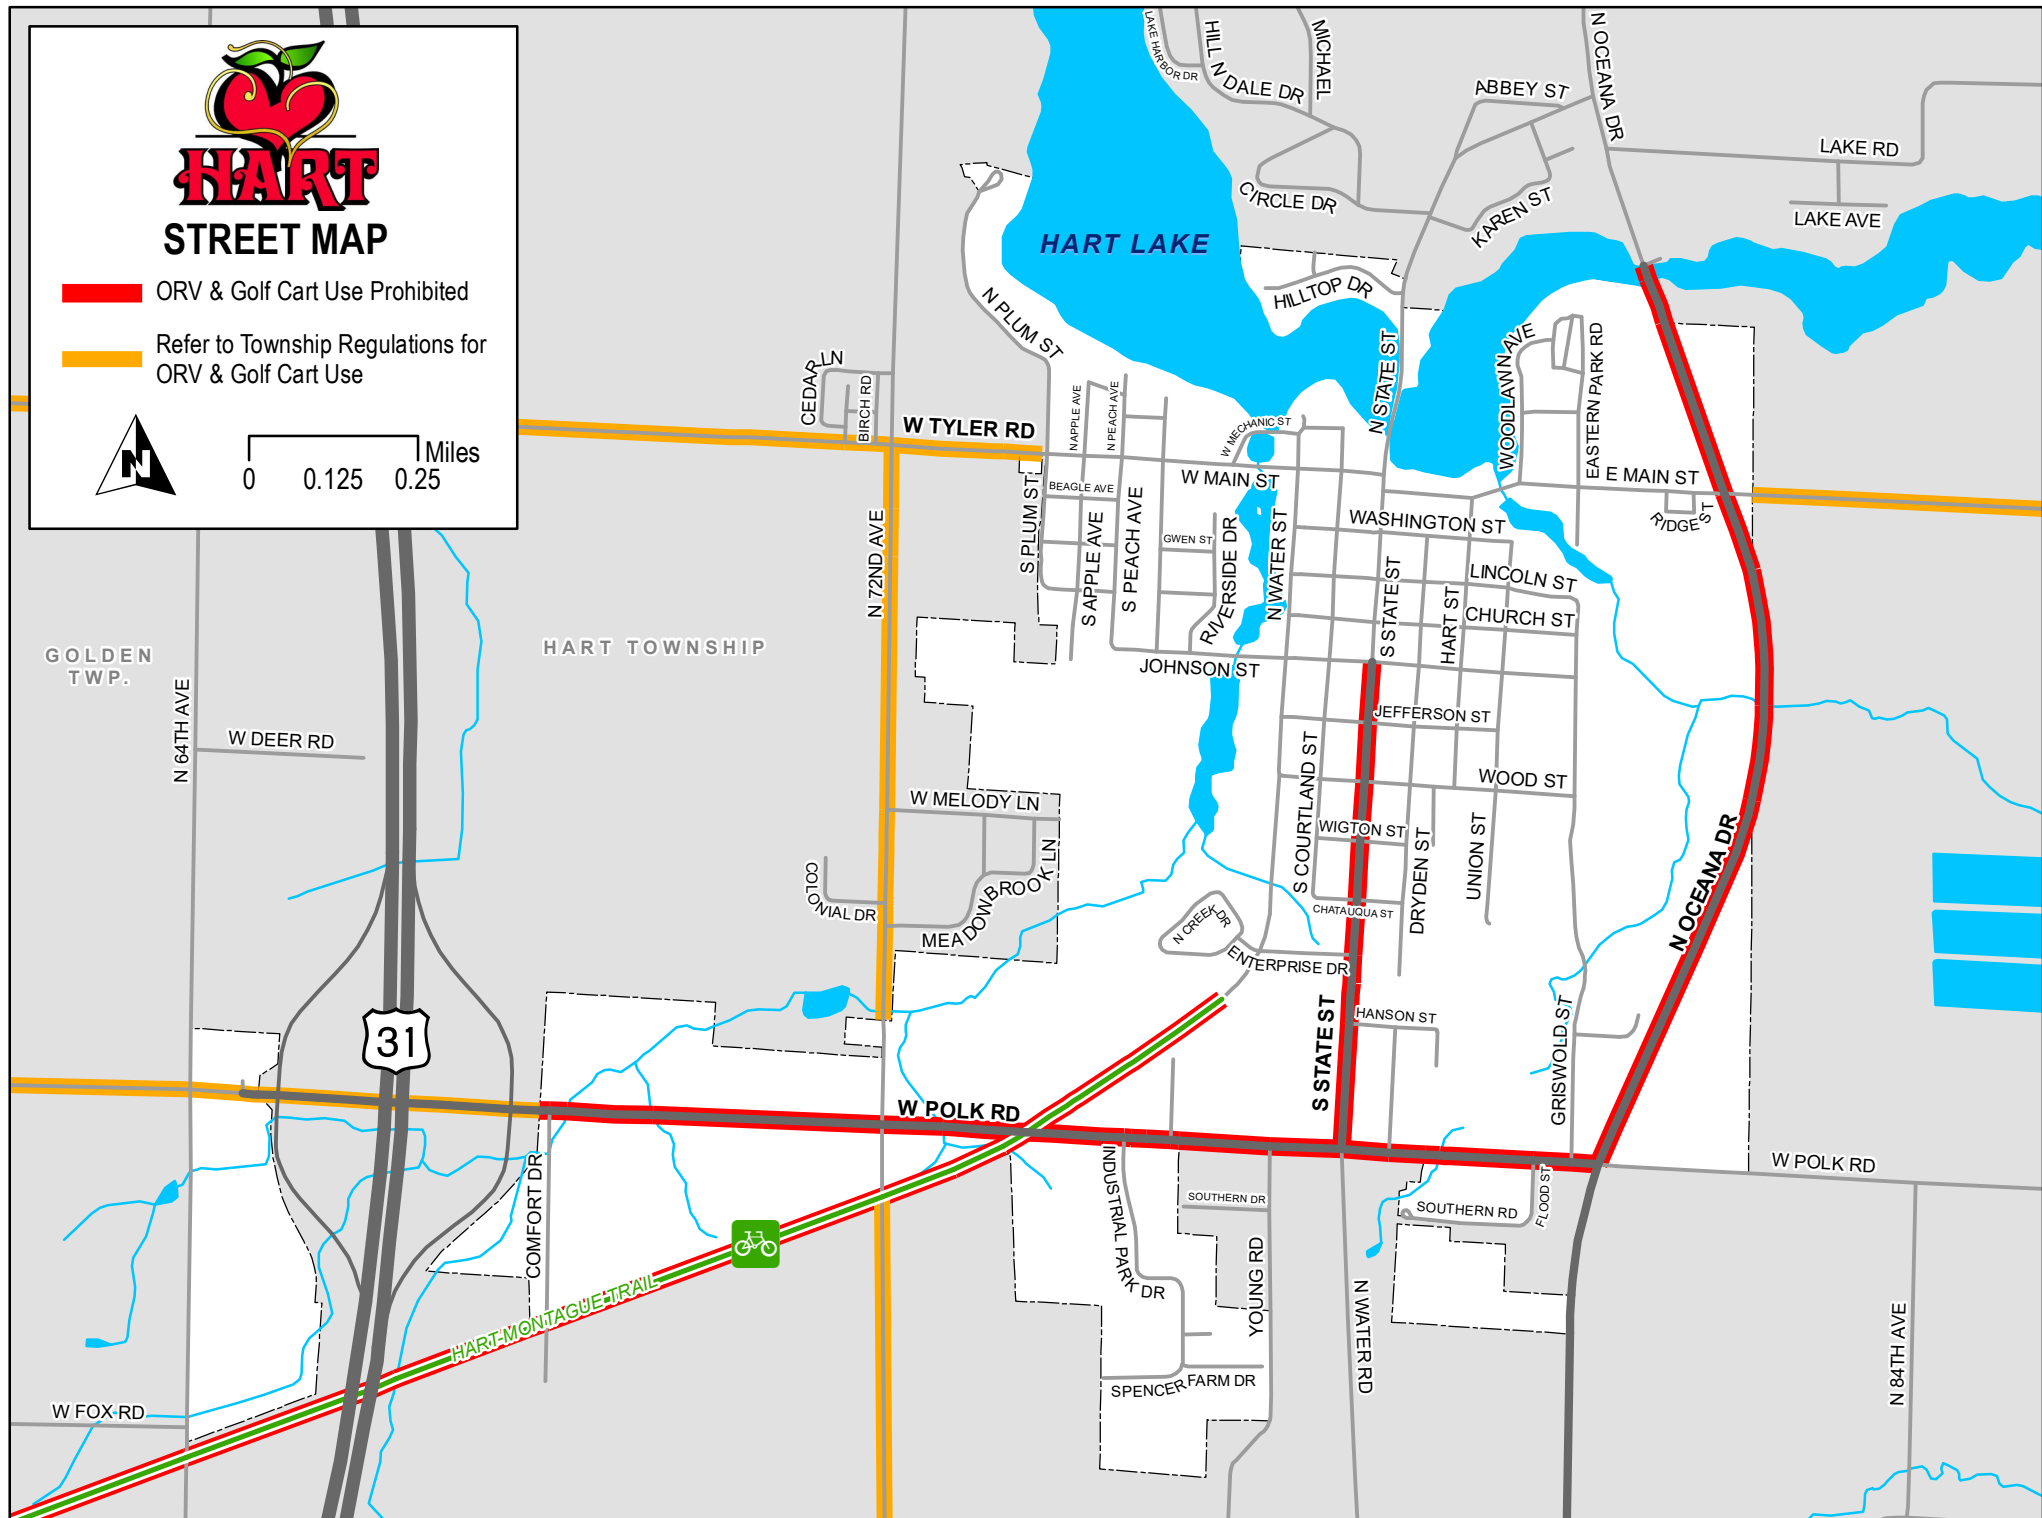 HART
STREET MAP
ORV & Golf Cart Use Prohibited
Refer to Township Regulations for
ORV & Golf Cart Use
N
Miles
0 0.125 0.25
LAKE HARBOR DR
HILL N DALE DR
MICHAEL
N OCEANA DR
ABBEY ST
LAKE RD
LAKE AVE
CIRCLE DR
KAREN ST
HART LAKE
HILLTOP DR
N PLUM ST
N STATE ST
WOODLAWN AVE
EASTERN PARK RD
CEDAR LN
BIRCH RD
N APPLE AVE
N PEACH AVE
W MECHANIC ST
W TYLER RD
W MAIN ST
E MAIN ST
RIDGE ST
BEAGLE AVE
S PLUM ST
S APPLE AVE
S PEACH AVE
GWEN ST
RIVERSIDE DR
N WATER ST
WASHINGTON ST
LINCOLN ST
CHURCH ST
S STATE ST
HART ST
N 72ND AVE
GOLDEN
TWP.
HART TOWNSHIP
JOHNSON ST
N 64TH AVE
W DEER RD
JEFFERSON ST
WOOD ST
S COURTLAND ST
W MELODY LN
WIGTON ST
DRYDEN ST
UNION ST
N OCEANA DR
COLONIAL DR
MEADOWBROOK LN
CHATAUQUA ST
N CREEK DR
ENTERPRISE DR
S STATE ST
HANSON ST
GRISWOLD ST
31
W POLK RD
W POLK RD
COMFORT DR
INDUSTRIAL PARK DR
SOUTHERN DR
YOUNG RD
SOUTHERN RD
FLOOD ST
HART-MONTAGUE TRAIL
N WATER RD
N 84TH AVE
SPENCER FARM DR
W FOX RD